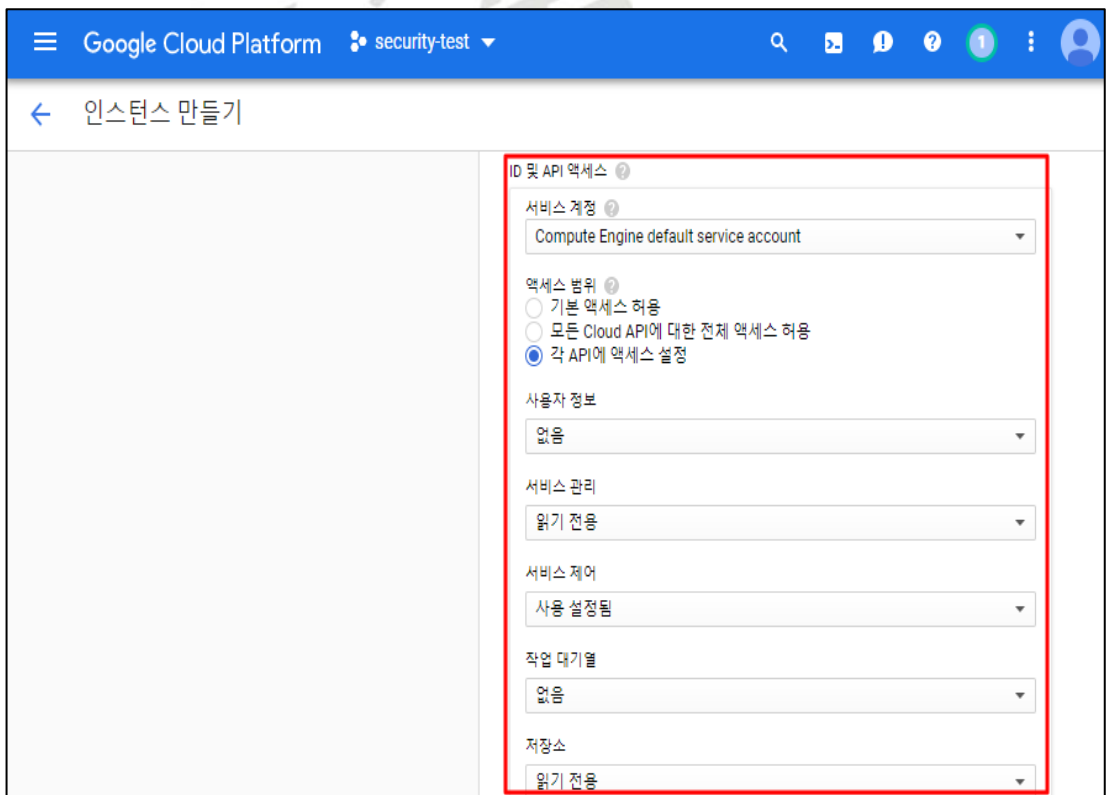 Google Cloud Platform security-test 1
인스턴스 만들기
ID 및 API 액세스
서비스 계정
Compute Engine default service account
액세스 범위
기본 액세스 허용
모든 Cloud API에 대한 전체 액세스 허용
각 API에 액세스 설정
사용자 정보
없음
서비스 관리
읽기 전용
서비스 제어
사용 설정됨
작업 대기열
없음
저장소
읽기 전용